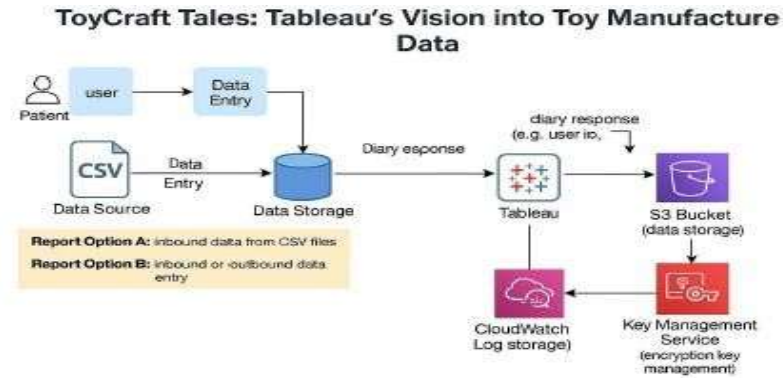 ToyCraft Tales: Tableau's Vision into Toy Manufacture
Data
Patient
user
Data
Entry
CSV
Data Source
Data
Entry
Data Storage
Diary esponse
Tableau
diary response
(e.g. user io,
S3 Bucket
(data storage)
Report Option A: inbound data from CSV files
Report Option B: inbound or outbound data
entry
CloudWatch
Log storage)
Key Management
Service
(encryption key
management)